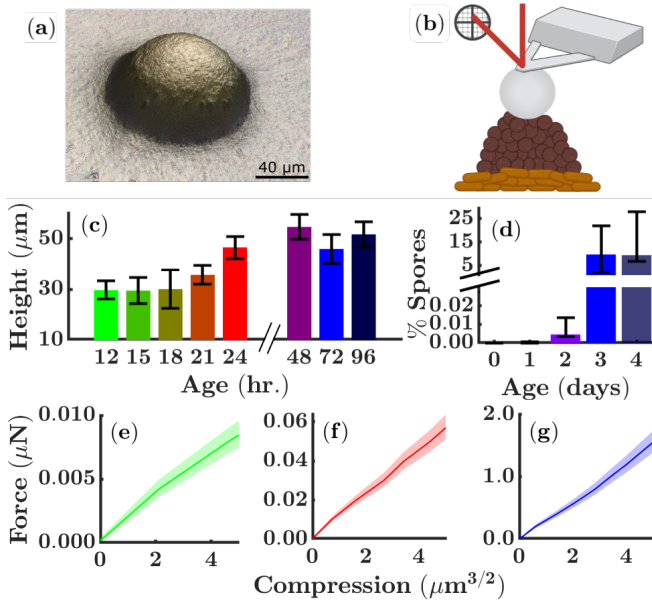 (a)
40 μm
(b)
(c)
Height (μm)
50
30
10
12 15 18 21 24 48 72 96
Age (hr.)
(d)
% Spores
25
15
5
0.01
0.00
0 1 2 3 4
Age (days)
(e)
Force (μN)
0.010
0.005
0.000
0 2 4
(f)
0.06
0.04
0.02
0.00
0 2 4
(g)
2.0
1.0
0.0
0 2 4
Compression (μm^3/2)